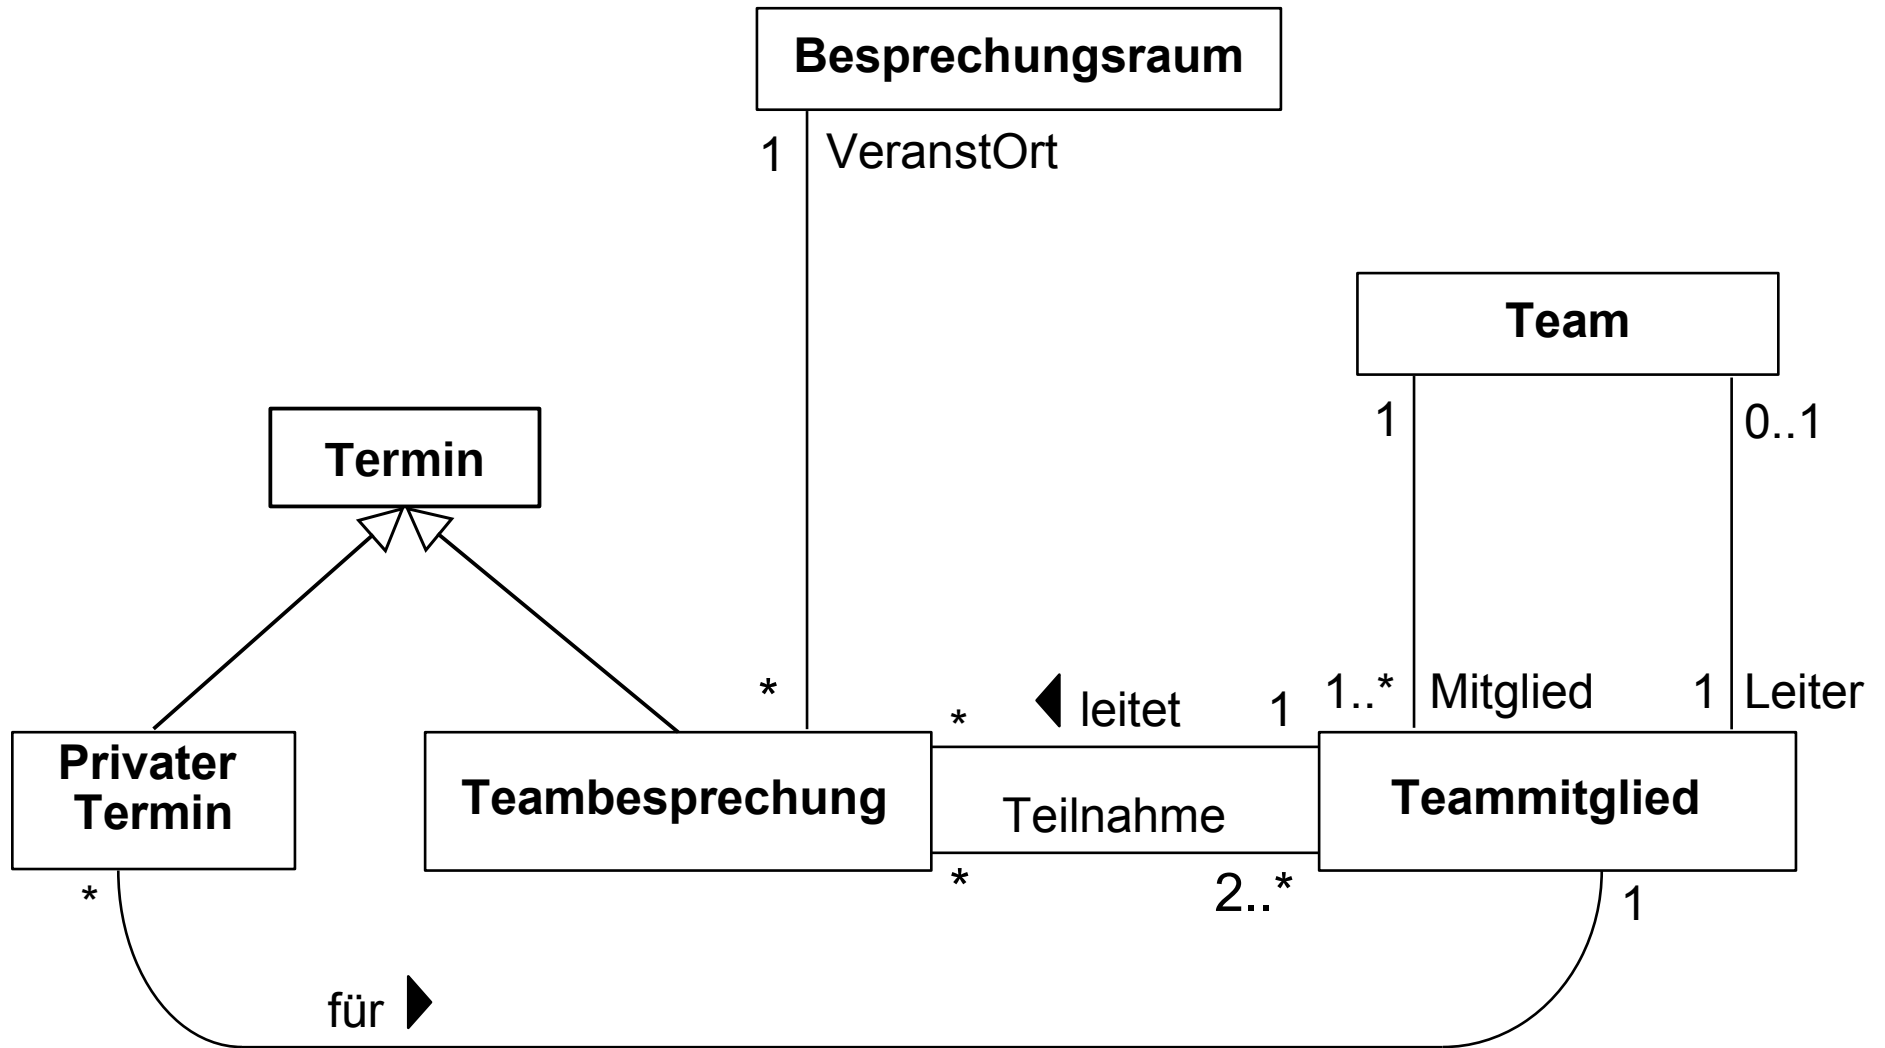 Besprechungsraum
1 VeranstOrt
Team
1 0..1
Termin
* leitet 1 1..* Mitglied 1 Leiter
*
Privater
Termin
Teambesprechung
Teilnahme
Teammitglied
* * 2..* 1
für